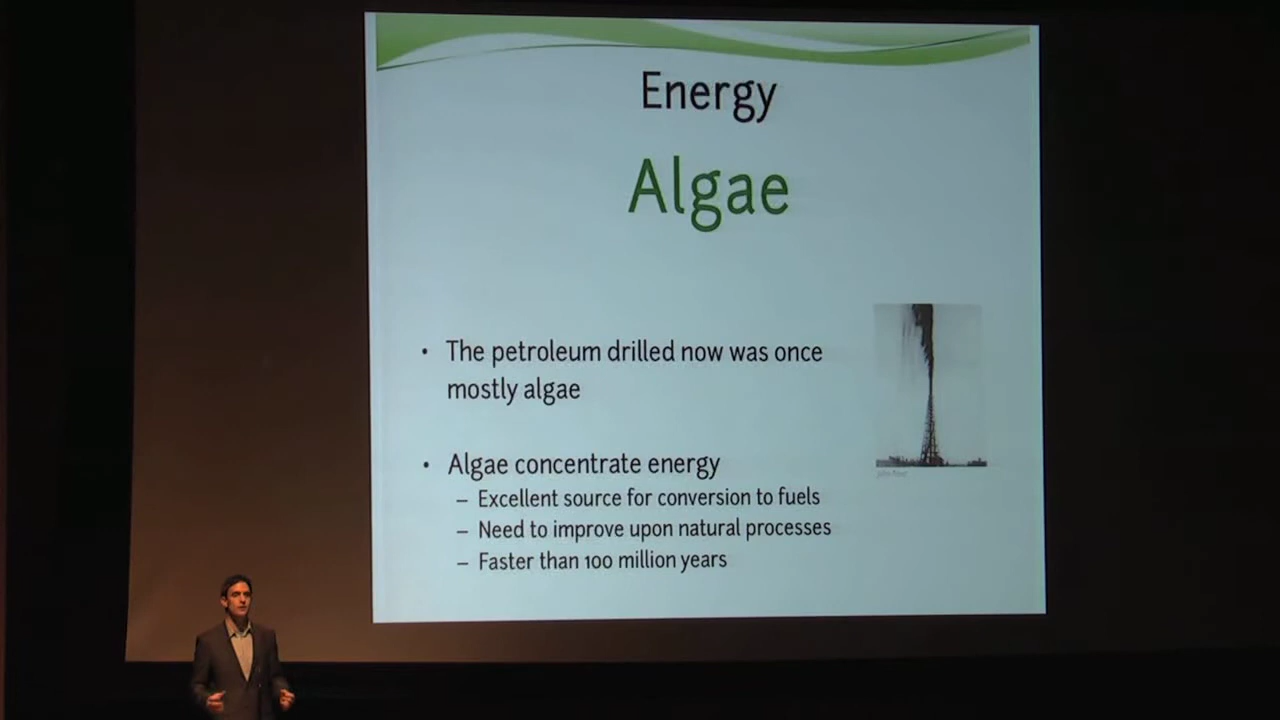 Energy
Algae
• The petroleum drilled now was once
mostly algae
• Algae concentrate energy
– Excellent source for conversion to fuels
– Need to improve upon natural processes
– Faster than 100 million years